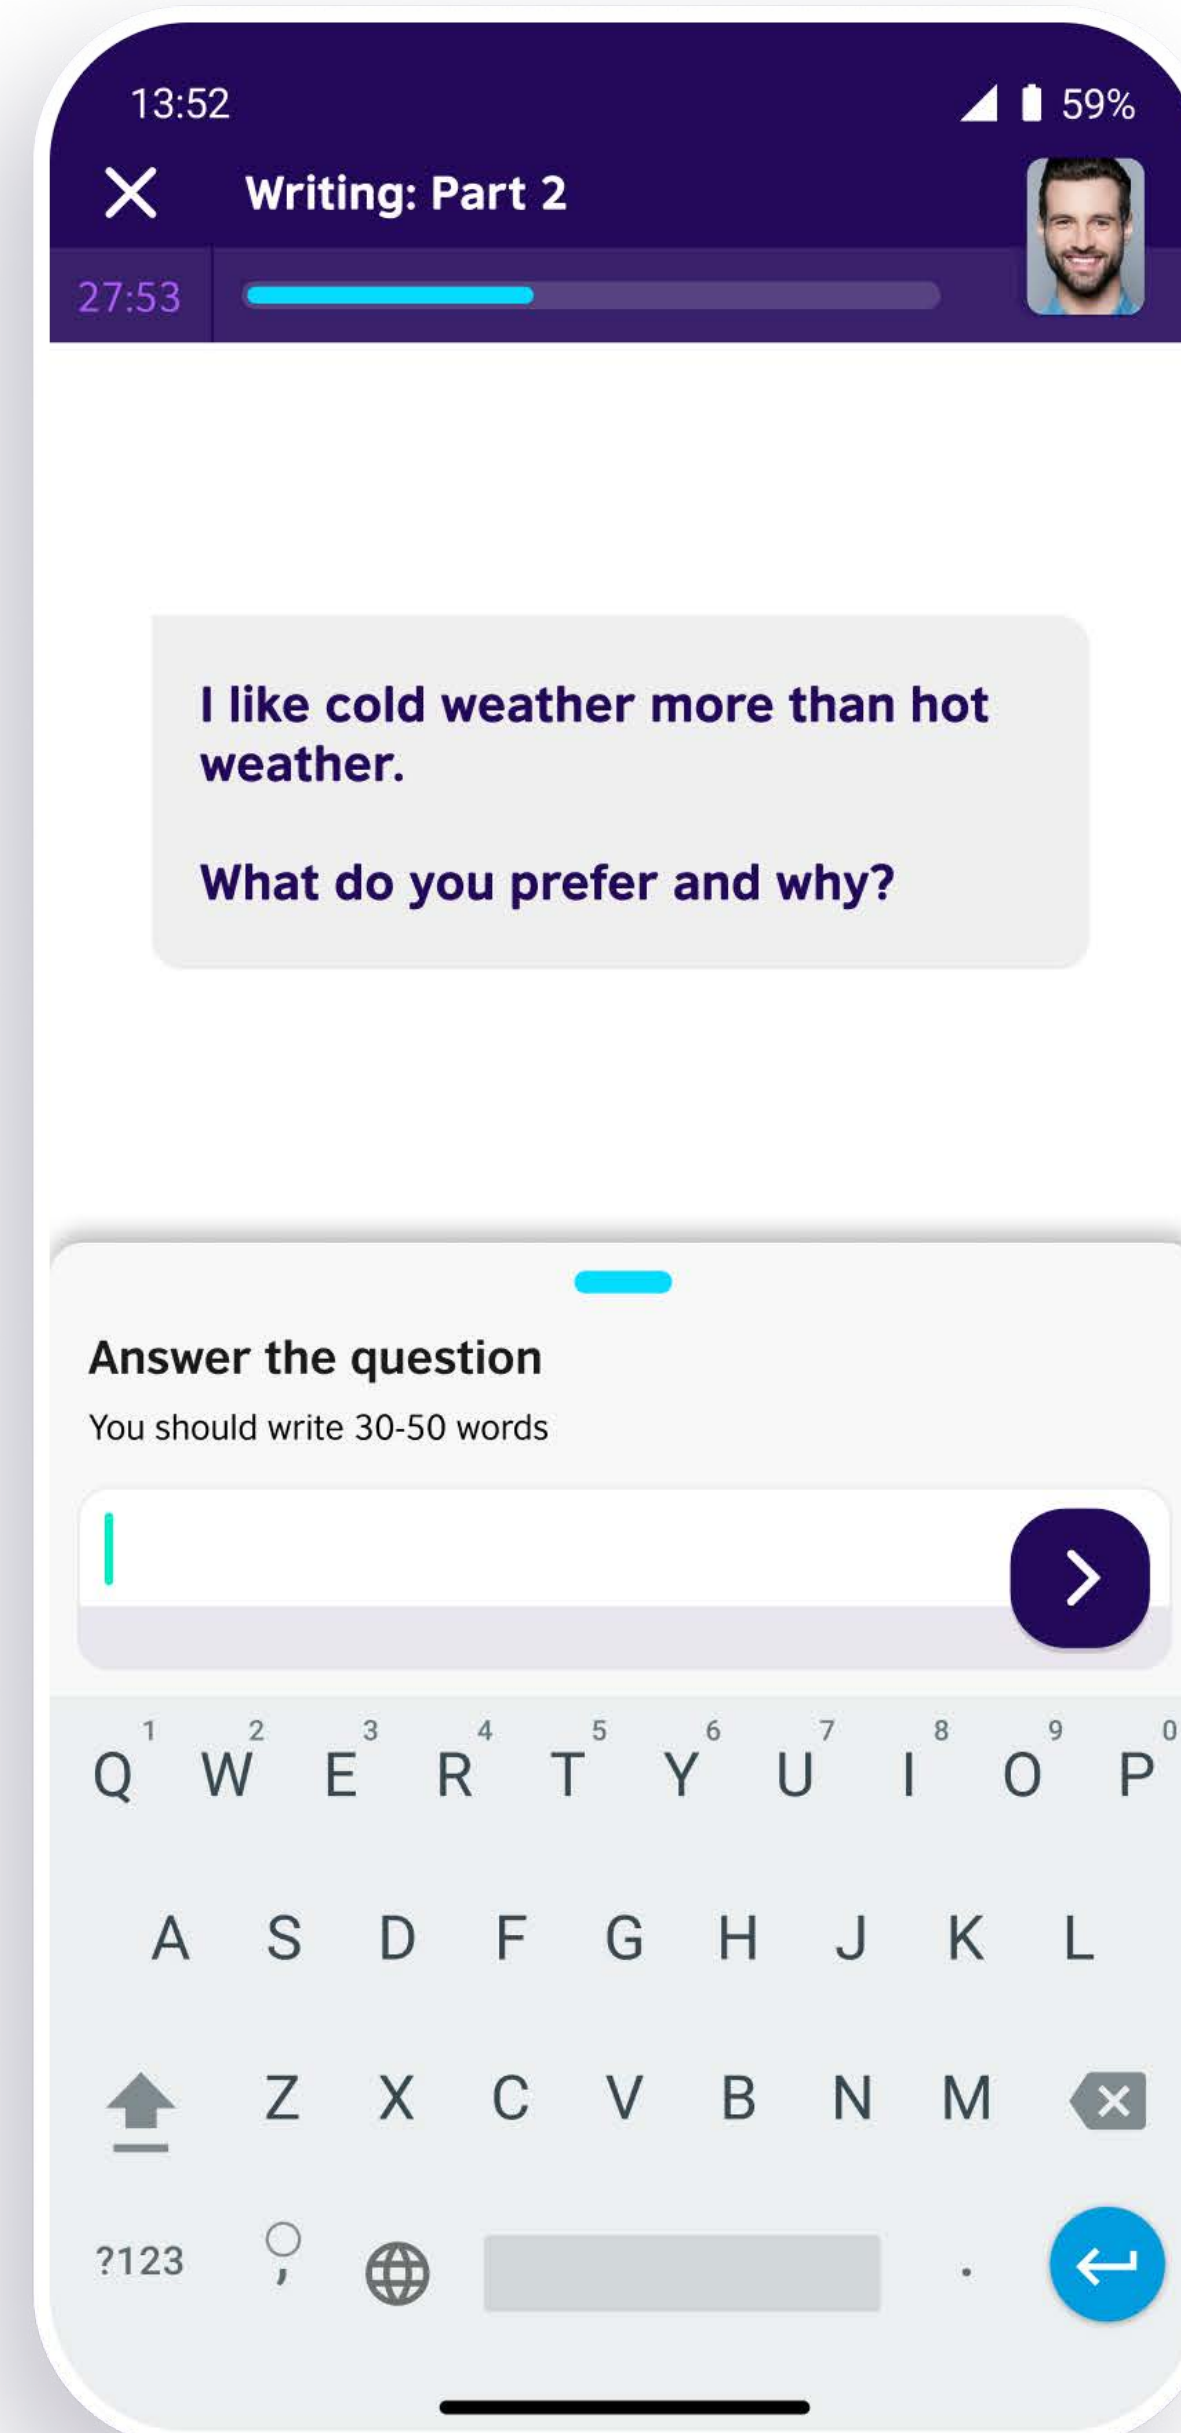 13:52 59%
Writing: Part 2
27:53
I like cold weather more than hot
weather.
What do you prefer and why?
Answer the question
You should write 30-50 words
1 2 3 4 5 6 7 8 9 0
Q W E R T Y U I O P
A S D F G H J K L
Z X C V B N M
?123 , .